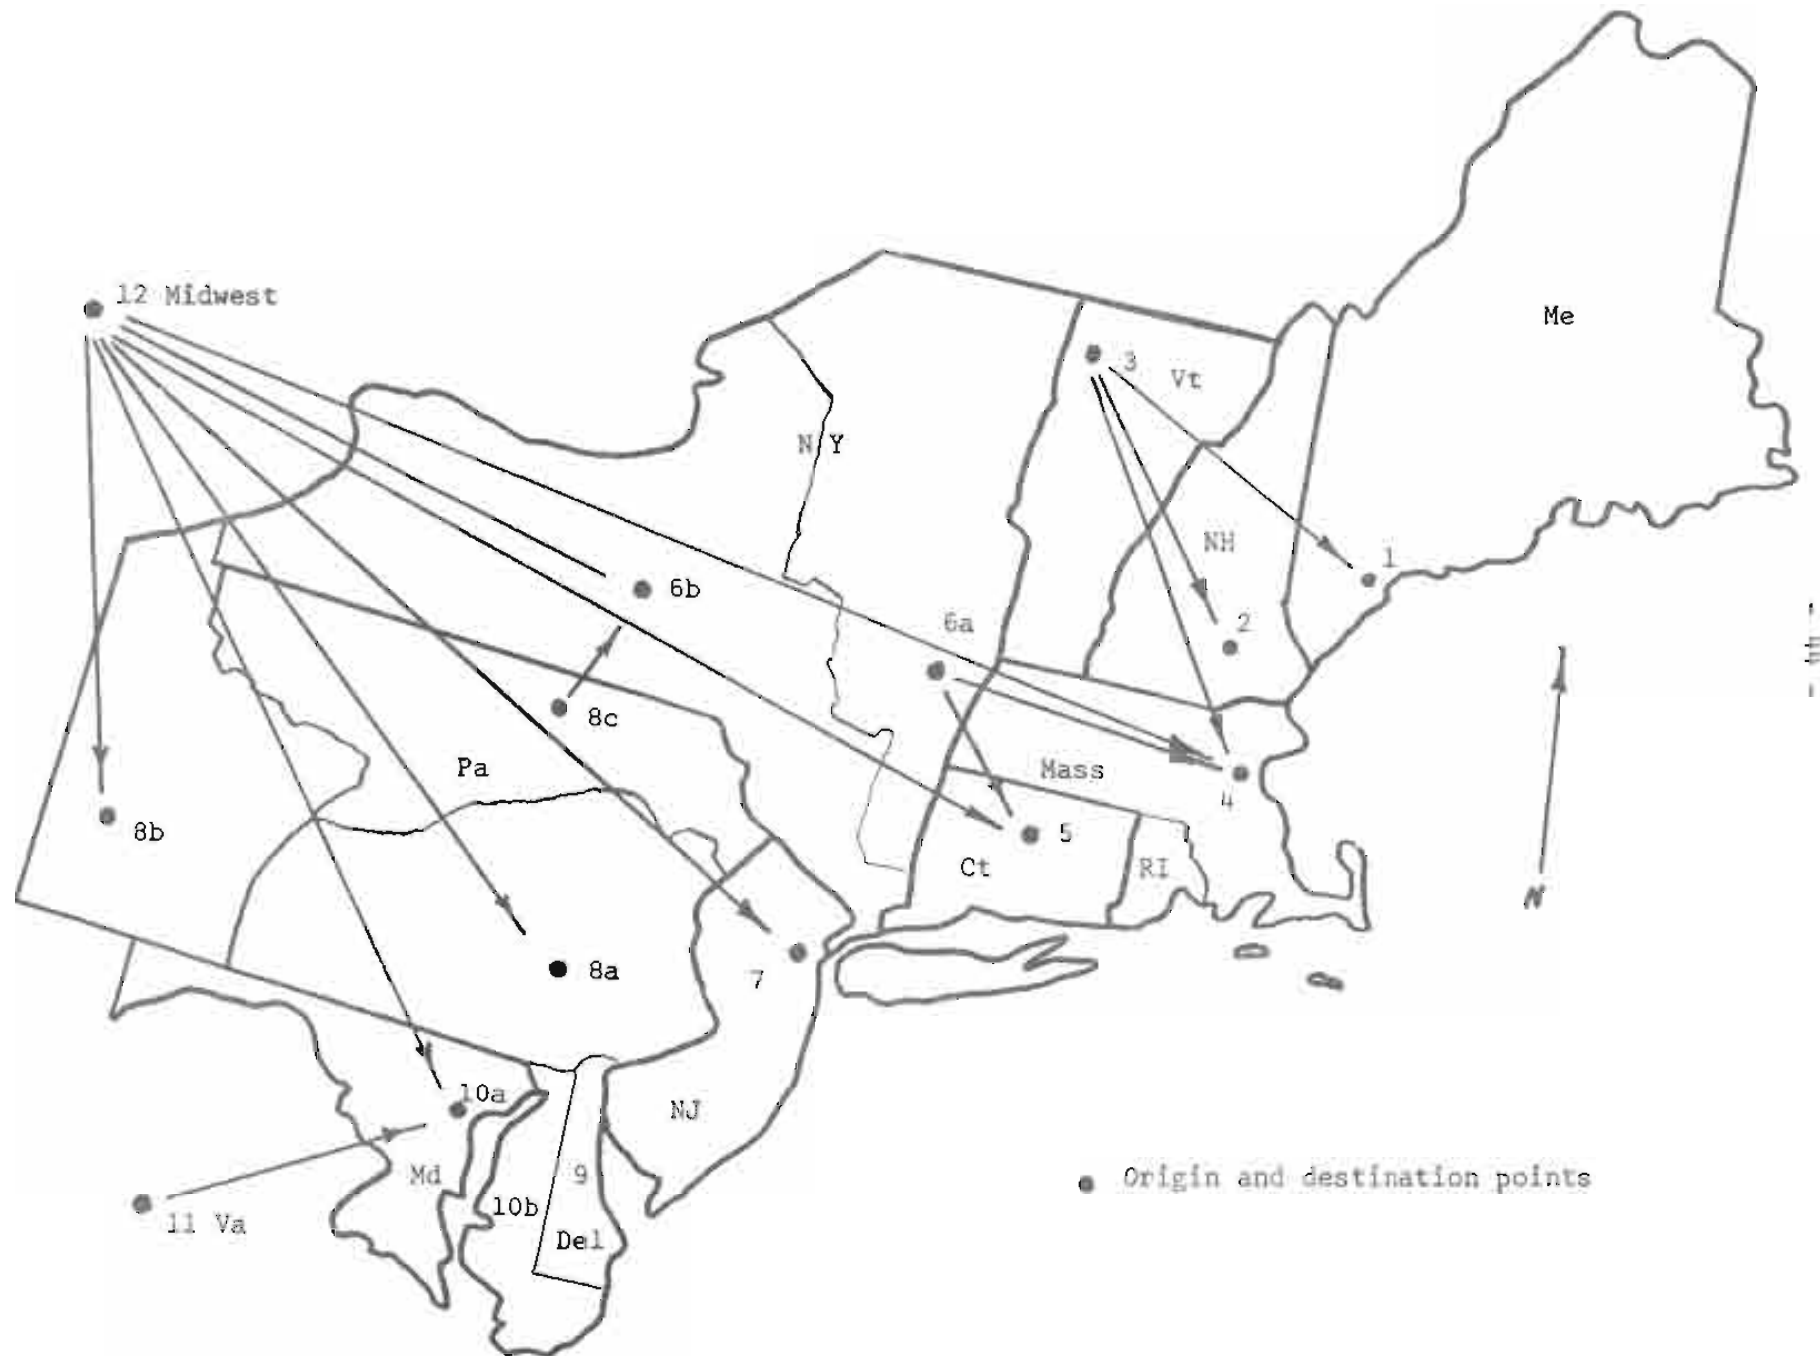 12 Midwest
Me
3
Vt
N Y
NH
1
6b
6a
2
8c
Pa
Mass
4
8b
5
Ct
RI
N
8a
7
10a
NJ
Md
9
Origin and destination points
10b
11 Va
Del